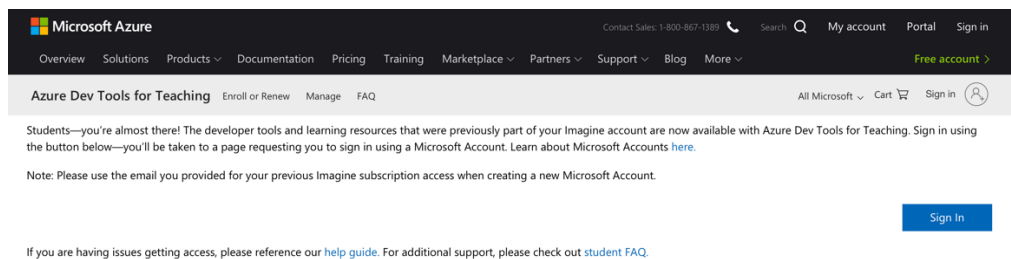 Microsoft Azure Contact Sales: 1-800-867-1389 Search My account Portal Sign in
Overview Solutions Products Documentation Pricing Training Marketplace Partners Support Blog More Free account >
Azure Dev Tools for Teaching Enroll or Renew Manage FAQ All Microsoft Cart Sign in
Students—you're almost there! The developer tools and learning resources that were previously part of your Imagine account are now available with Azure Dev Tools for Teaching. Sign in using
the button below—you'll be taken to a page requesting you to sign in using a Microsoft Account. Learn about Microsoft Accounts here.
Note: Please use the email you provided for your previous Imagine subscription access when creating a new Microsoft Account.
Sign In
If you are having issues getting access, please reference our help guide. For additional support, please check out student FAQ.